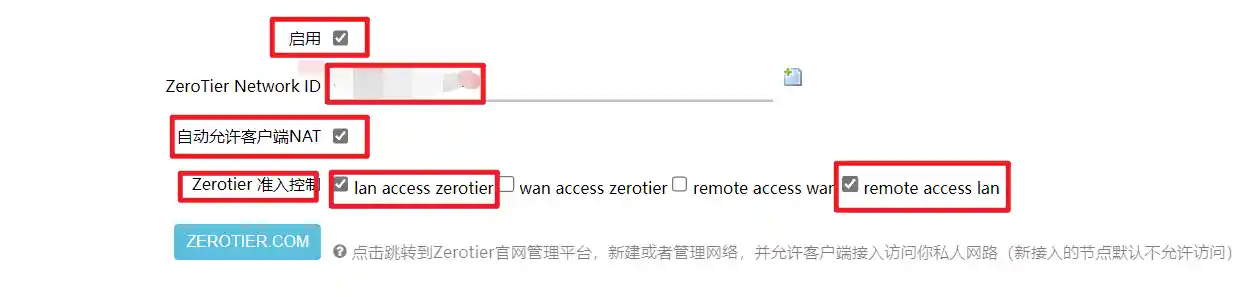 启用
ZeroTier Network ID
自动允许客户端NAT
Zerotier 准入控制 lan access zerotier wan access zerotier remote access wan remote access lan
ZEROTIER.COM 点击跳转到Zerotier官网管理平台，新建或者管理网络，并允许客户端接入访问你私人网路（新接入的节点默认不允许访问）